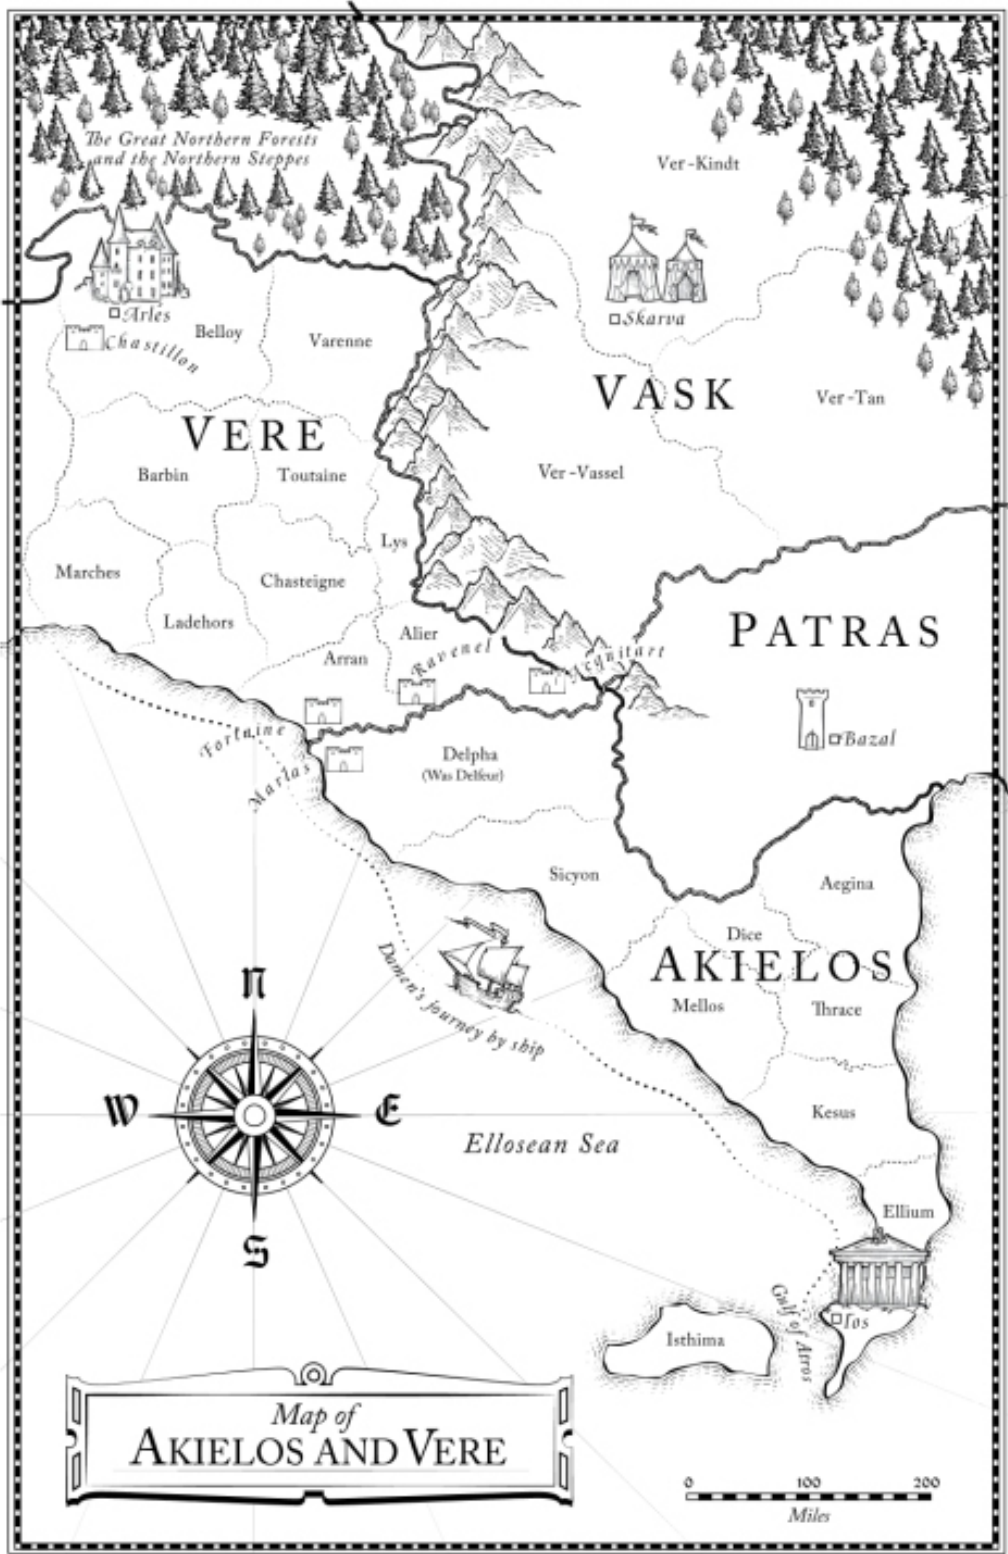 The Great Northern Forests
and the Northern Steppes
Ver-Kindt
Arles
Chastillon
Belloy
Varenne
Skarva
VASK
Ver-Tan
VERE
Barbin
Toutaine
Ver-Vassel
Lys
Marches
Chasteigne
Ladehors
Alier
Arran
Ravenel
Acquitart
PATRAS
Bazal
Fortaine
Marlas
Delpha
(Was Delfeur)
Sicyon
Aegina
Dice
AKIELOS
Mellos
Thrace
Damen's journey by ship
N
W
E
S
Kesus
Ellosean Sea
Ellium
Ios
Gulf of Atros
Isthima
Map of
AKIELOS AND VERE
0 100 200
Miles